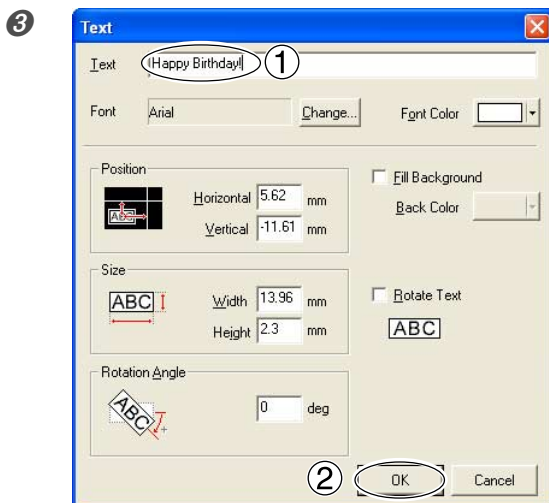 ❸
Text
Text Happy Birthday! ①
Font Arial Change... Font Color
Position
ABC
Horizontal 5.62 mm
Vertical -11.61 mm
Fill Background
Back Color
Size
ABC
Width 13.96 mm
Height 2.3 mm
Rotate Text
ABC
Rotation Angle
ABC
0 deg
② OK Cancel